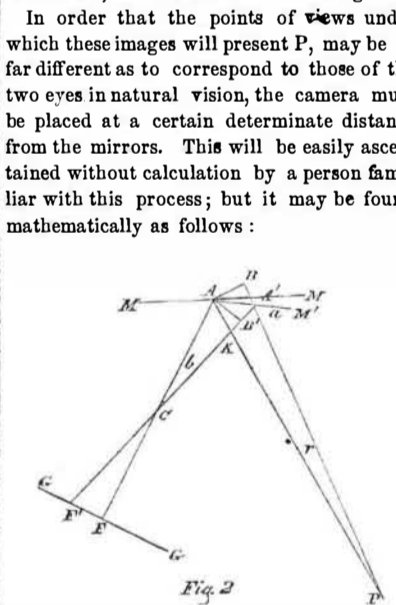 In order that the points of views und
which these images will present P, may be
far different as to correspond to those of t
two eyes in natural vision, the camera mu
be placed at a certain determinate distan
from the mirrors. This will be easily asce
tained without calculation by a person fam
liar with this process; but it may be four
mathematically as follows:
B
M A A' M
B' a M'
K
b
C
r
G
F'
F
G
Fig. 2
P